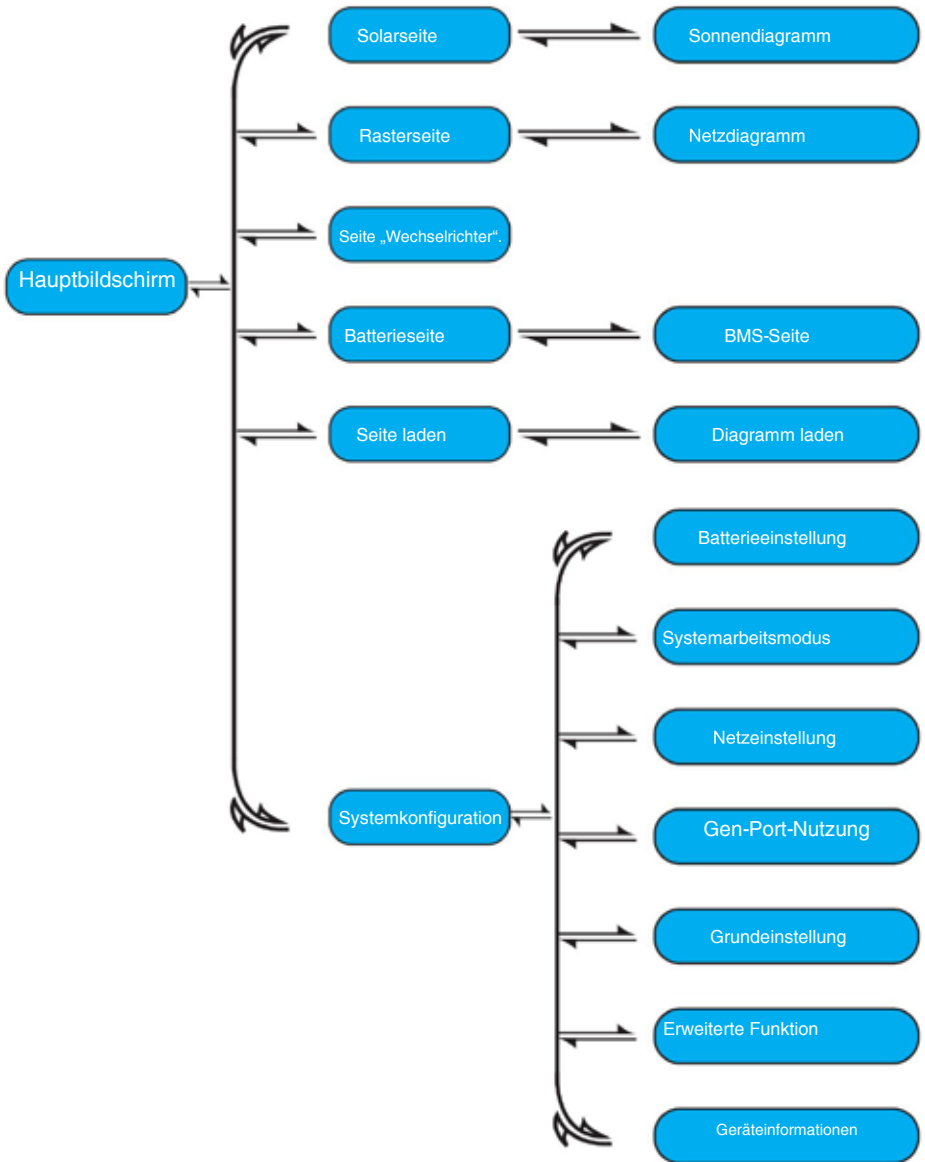 Solarseite
Sonnendiagramm
Rasterseite
Netzdiagramm
Seite „Wechselrichter“.
Hauptbildschirm
Batterieseite
BMS-Seite
Seite laden
Diagramm laden
Batterieeinstellung
Systemarbeitsmodus
Netzeinstellung
Systemkonfiguration
Gen-Port-Nutzung
Grundeinstellung
Erweiterte Funktion
Geräteinformationen